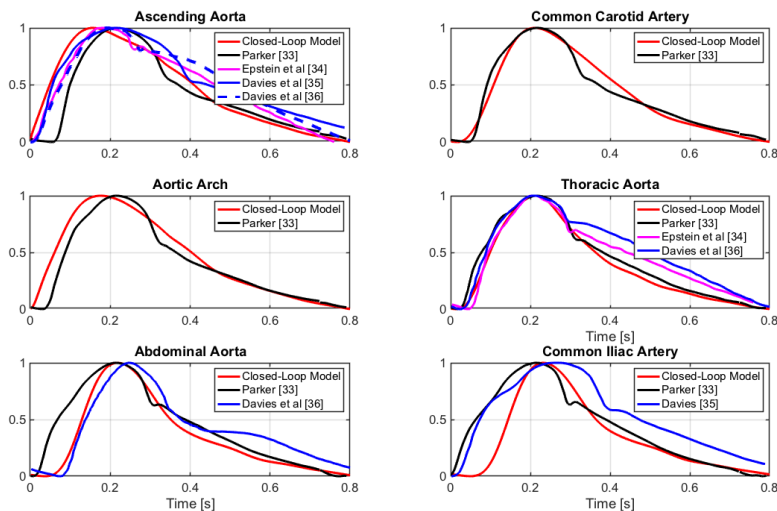 Ascending Aorta
1
0.5
0
0
0.2
0.4
0.6
0.8
Closed-Loop Model
Parker [33]
Epstein et al [34]
Davies et al [35]
Davies et al [36]
Common Carotid Artery
1
0.5
0
0
0.2
0.4
0.6
0.8
Closed-Loop Model
Parker [33]
Aortic Arch
1
0.5
0
0
0.2
0.4
0.6
0.8
Closed-Loop Model
Parker [33]
Thoracic Aorta
1
0.5
0
0
0.2
0.4
0.6
0.8
Time [s]
Closed-Loop Model
Parker [33]
Epstein et al [34]
Davies et al [36]
Abdominal Aorta
1
0.5
0
0
0.2
0.4
0.6
0.8
Time [s]
Closed-Loop Model
Parker [33]
Davies et al [36]
Common Iliac Artery
1
0.5
0
0
0.2
0.4
0.6
0.8
Time [s]
Closed-Loop Model
Parker [33]
Davies [35]